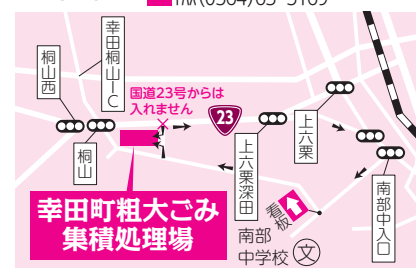 ℡(0564)63-5169
幸田桐山IC
桐山西
国道23号からは
入れません
23
桐山
上六栗
上六栗深田
看板
南部中入口
幸田町粗大ごみ
集積処理場
南部
中学校 文